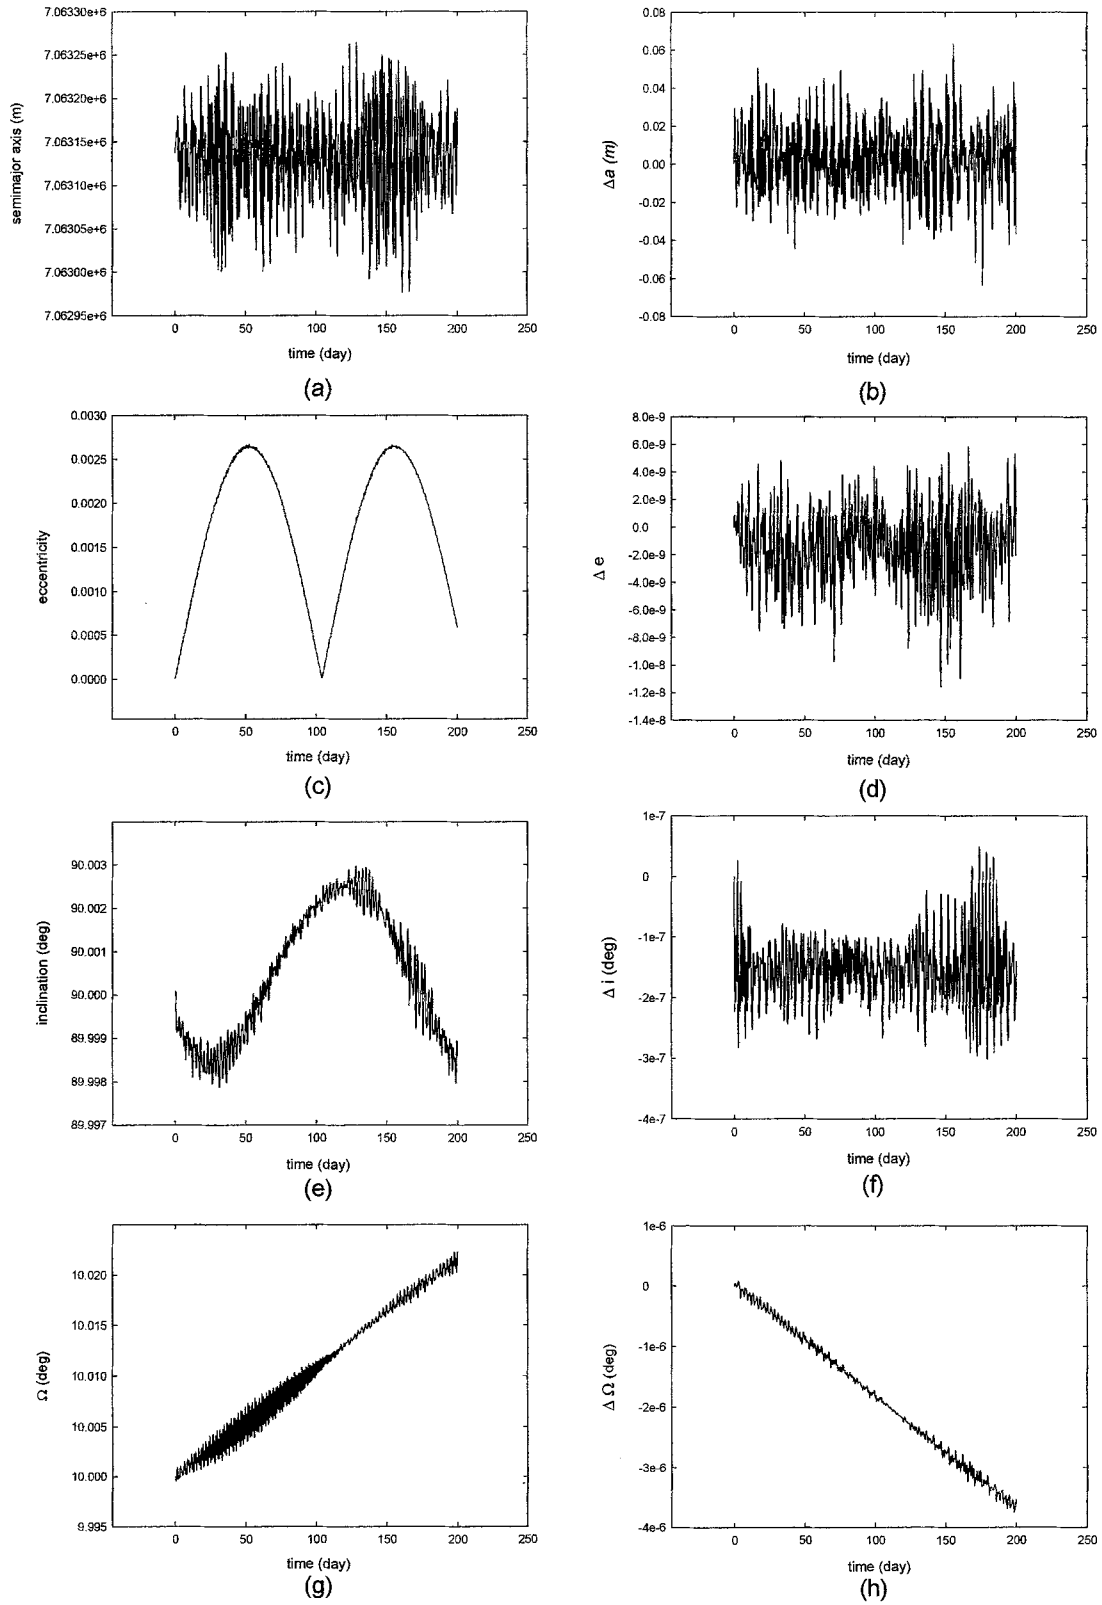 7.06330e+6
7.06325e+6
7.06320e+6
7.06315e+6
7.06310e+6
7.06305e+6
7.06300e+6
7.06295e+6
semimajor axis (m)
0 50 100 150 200 250
time (day)
(a)
0.08
0.06
0.04
0.02
0.00
-0.02
-0.04
-0.06
-0.08
Δa (m)
0 50 100 150 200 250
time (day)
(b)
0.0030
0.0025
0.0020
0.0015
0.0010
0.0005
0.0000
eccentricity
0 50 100 150 200 250
time (day)
(c)
8.0e-9
6.0e-9
4.0e-9
2.0e-9
0.0
-2.0e-9
-4.0e-9
-6.0e-9
-8.0e-9
-1.0e-8
-1.2e-8
-1.4e-8
Δ e
0 50 100 150 200 250
time (day)
(d)
90.003
90.002
90.001
90.000
89.999
89.998
89.997
inclination (deg)
0 50 100 150 200 250
time (day)
(e)
1e-7
0
-1e-7
-2e-7
-3e-7
-4e-7
Δ i (deg)
0 50 100 150 200 250
time (day)
(f)
10.020
10.015
10.010
10.005
10.000
9.995
Ω (deg)
0 50 100 150 200 250
time (day)
(g)
1e-6
0
-1e-6
-2e-6
-3e-6
-4e-6
Δ Ω (deg)
0 50 100 150 200 250
time (day)
(h)